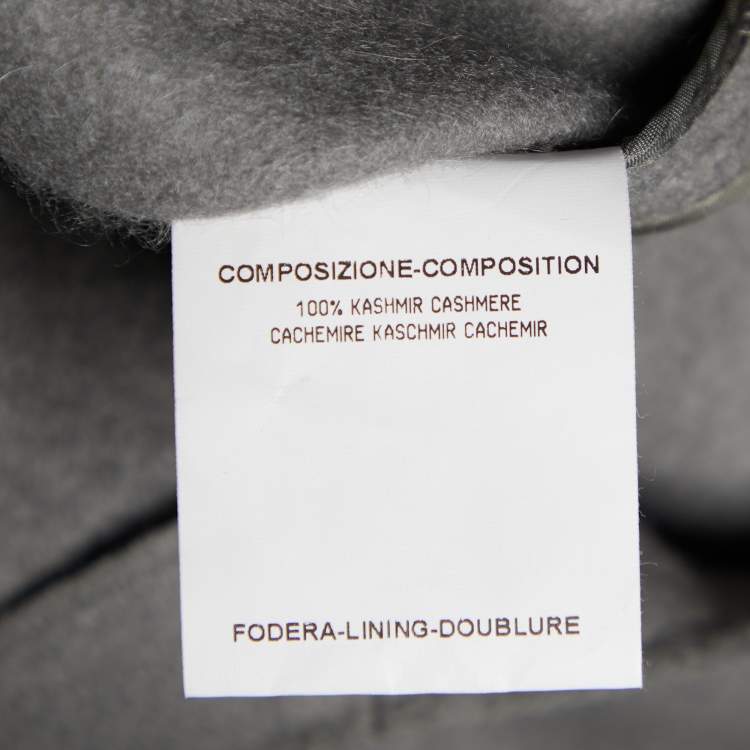 COMPOSIZIONE-COMPOSITION
100% KASHMIR CASHMERE
CACHEMIRE KASCHMIR CACHEMIR
FODERA-LINING-DOUBLURE